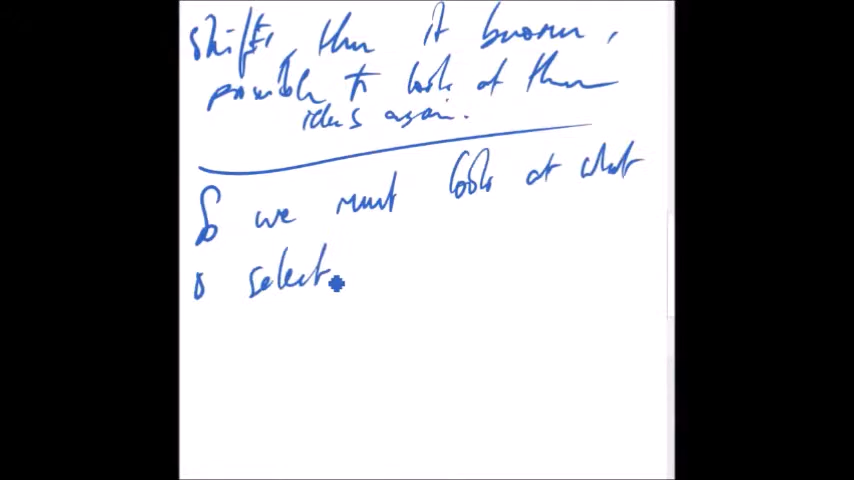 shifts, then it becomes,
possible to look at these
ideas again.
So we must look at what
is select